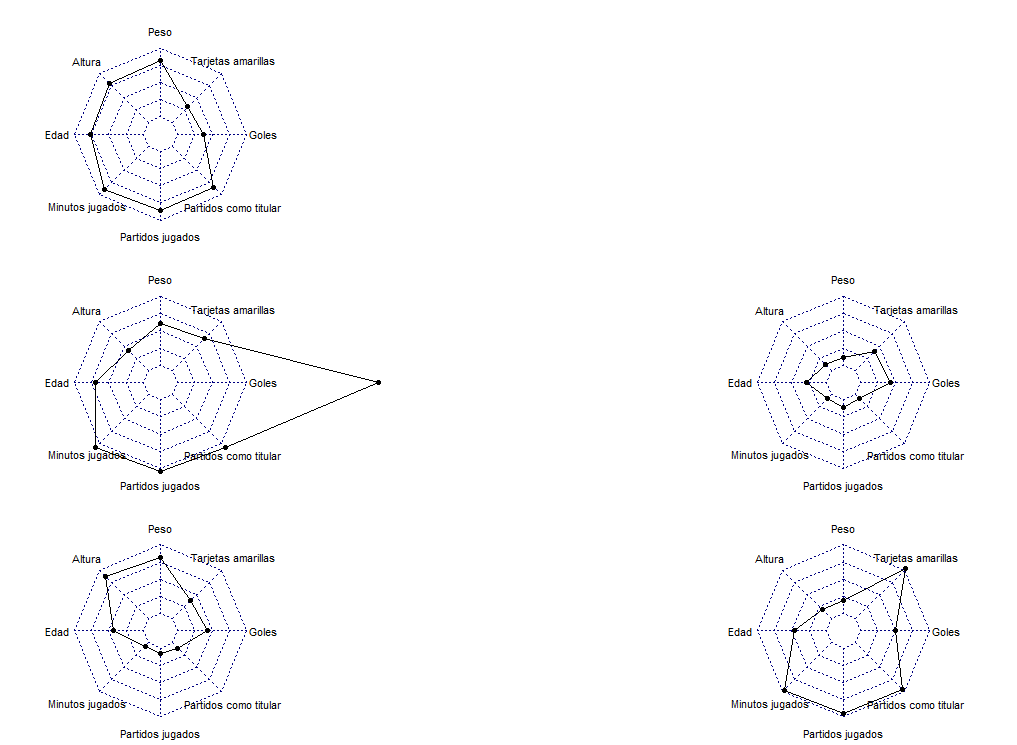 Peso
Altura
Tarjetas amarillas
Edad
Goles
Minutos jugados
Partidos como titular
Partidos jugados
Peso
Altura
Tarjetas amarillas
Edad
Goles
Minutos jugados
Partidos como titular
Partidos jugados
Peso
Altura
Tarjetas amarillas
Edad
Goles
Minutos jugados
Partidos como titular
Partidos jugados
Peso
Altura
Tarjetas amarillas
Edad
Goles
Minutos jugados
Partidos como titular
Partidos jugados
Peso
Altura
Tarjetas amarillas
Edad
Goles
Minutos jugados
Partidos como titular
Partidos jugados